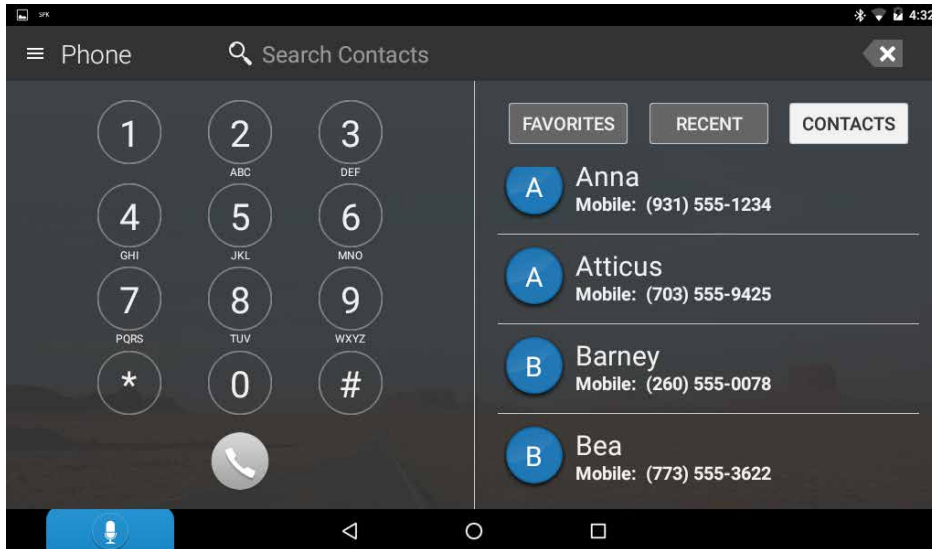 SPK
4:32
Phone
Search Contacts
1
2
3
ABC
DEF
4
5
6
GHI
JKL
MNO
7
8
9
PQRS
TUV
WXYZ
*
0
#
FAVORITES
RECENT
CONTACTS
A
Anna
Mobile: (931) 555-1234
A
Atticus
Mobile: (703) 555-9425
B
Barney
Mobile: (260) 555-0078
B
Bea
Mobile: (773) 555-3622